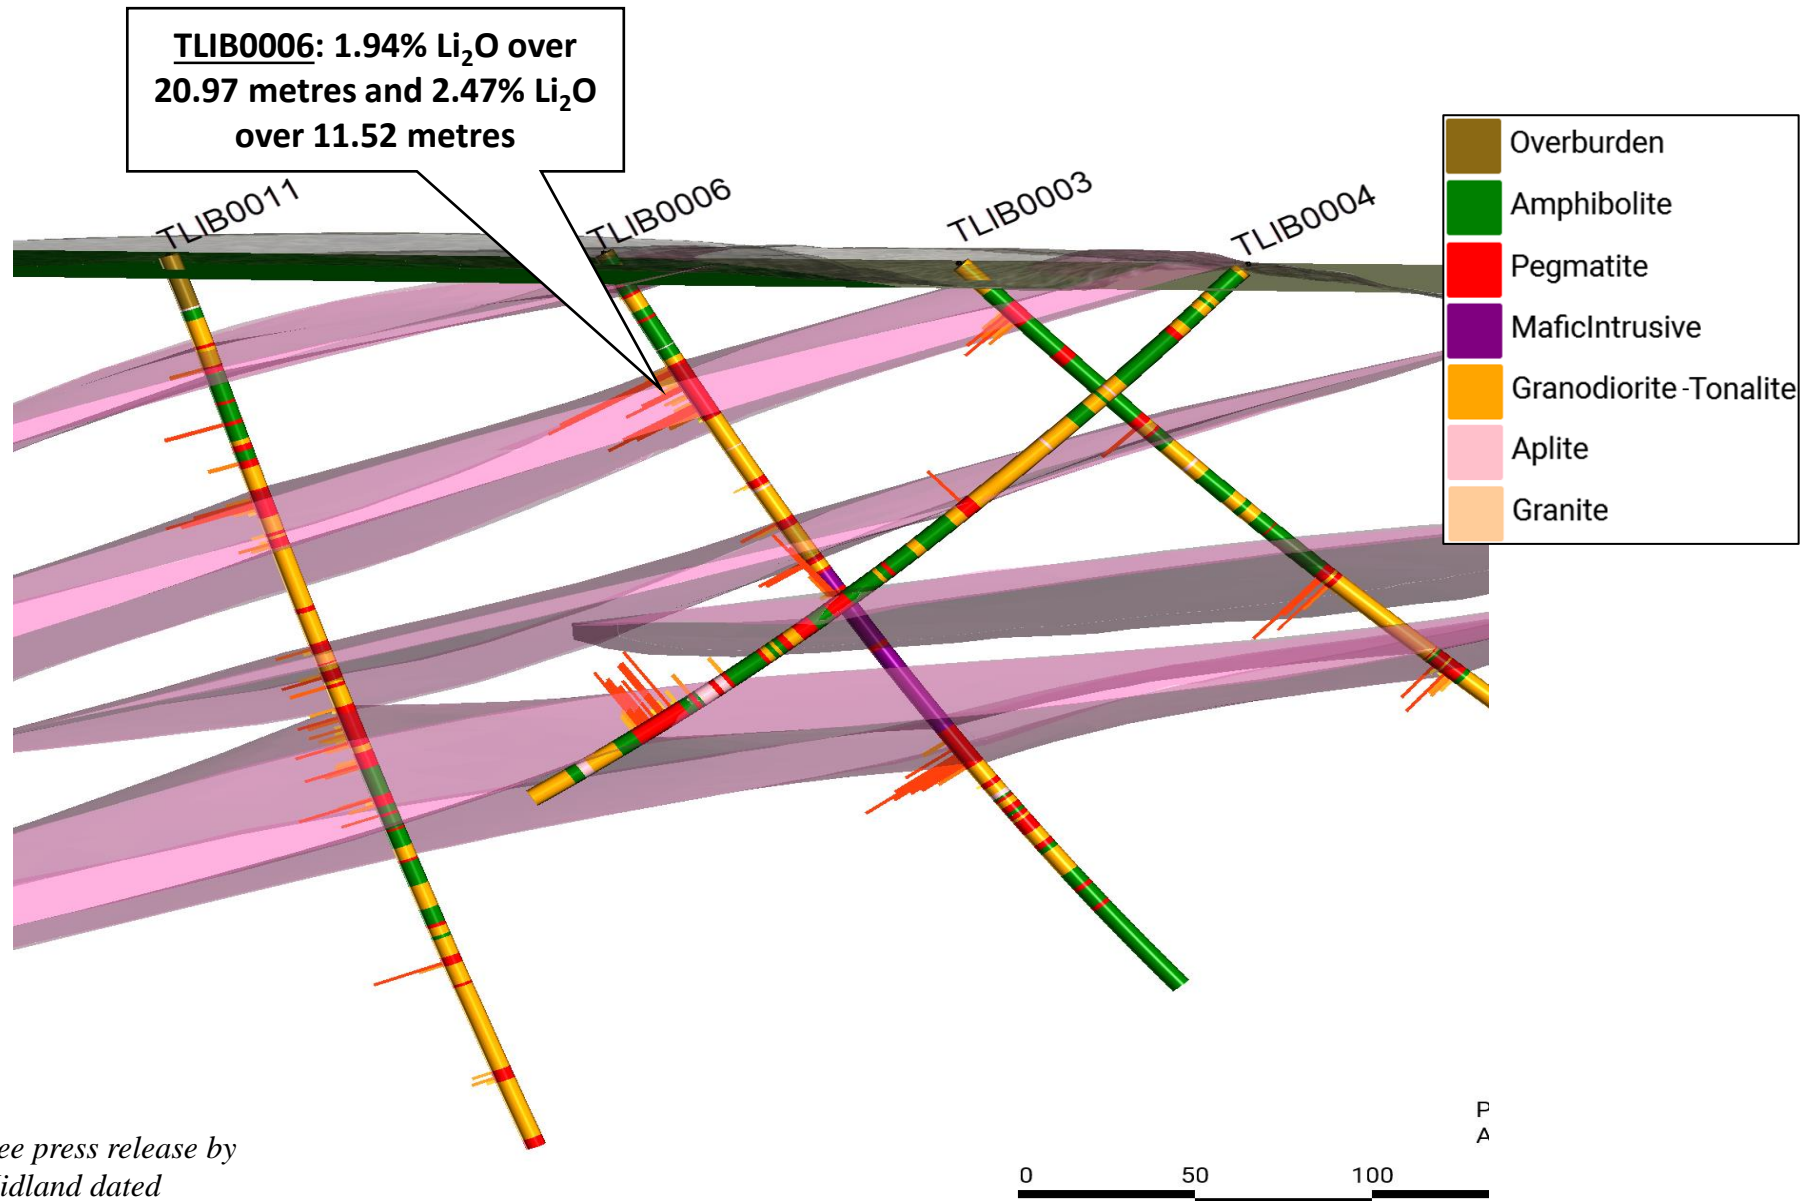 TLIB0006: 1.94% Li₂O over
20.97 metres and 2.47% Li₂O
over 11.52 metres
TLIB0011
TLIB0006
TLIB0003
TLIB0004
Overburden
Amphibolite
Pegmatite
MaficIntrusive
Granodiorite-Tonalite
Aplite
Granite
P
A
ee press release by
idland dated
0 50 100